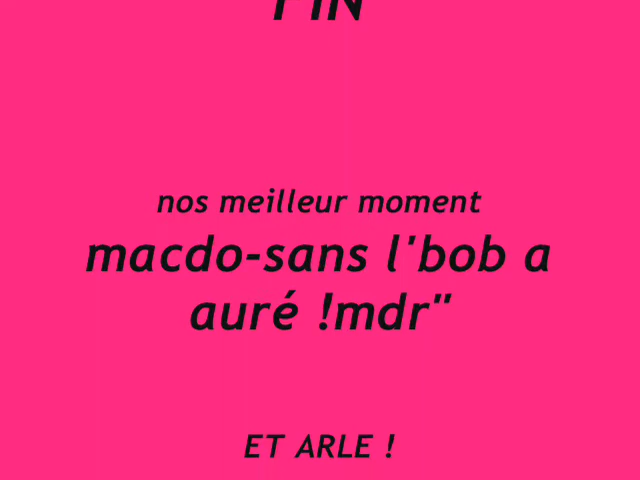 FIN
nos meilleur moment
macdo-sans l'bob a
auré !mdr"
ET ARLE !